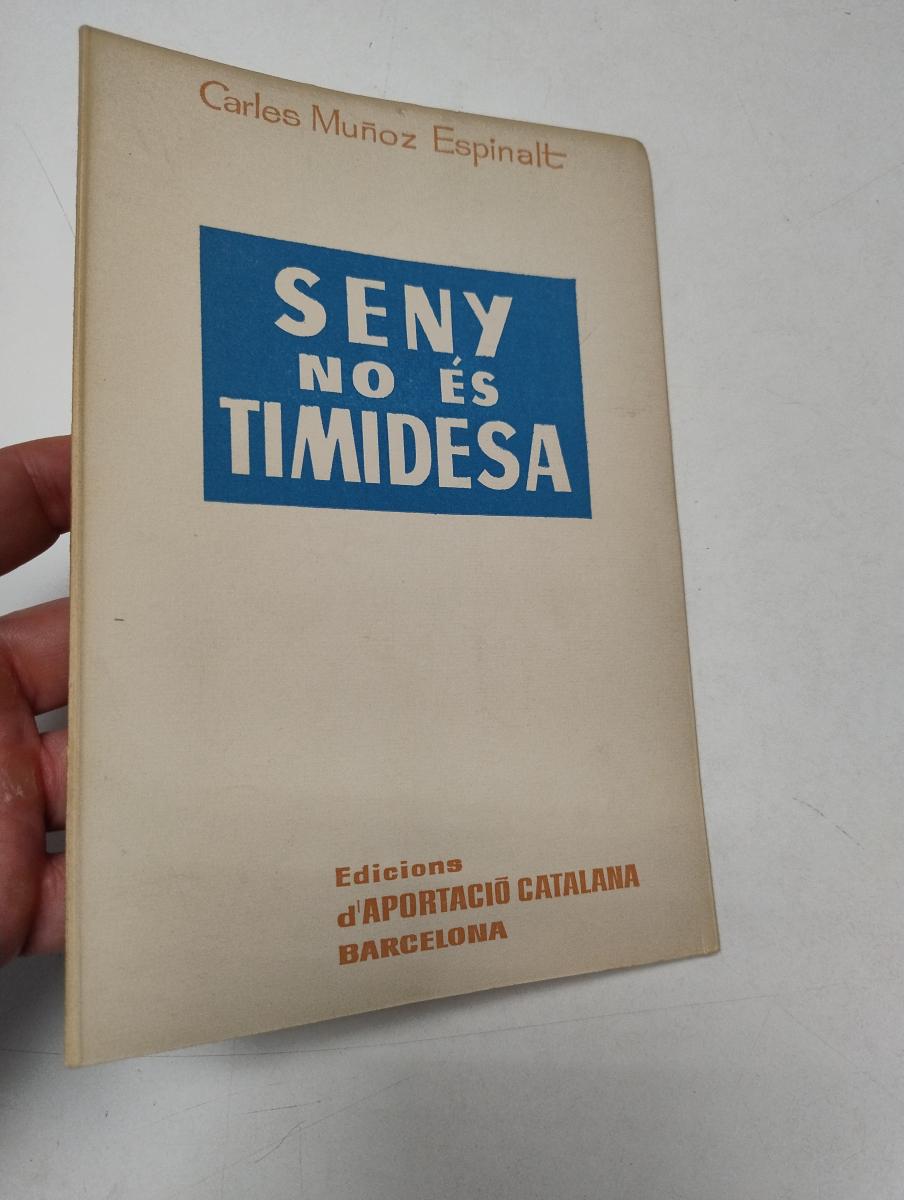 Carles Muñoz Espinalt
SENY
NO ÉS
TIMIDESA
Edicions
d'APORTACIÓ CATALANA
BARCELONA